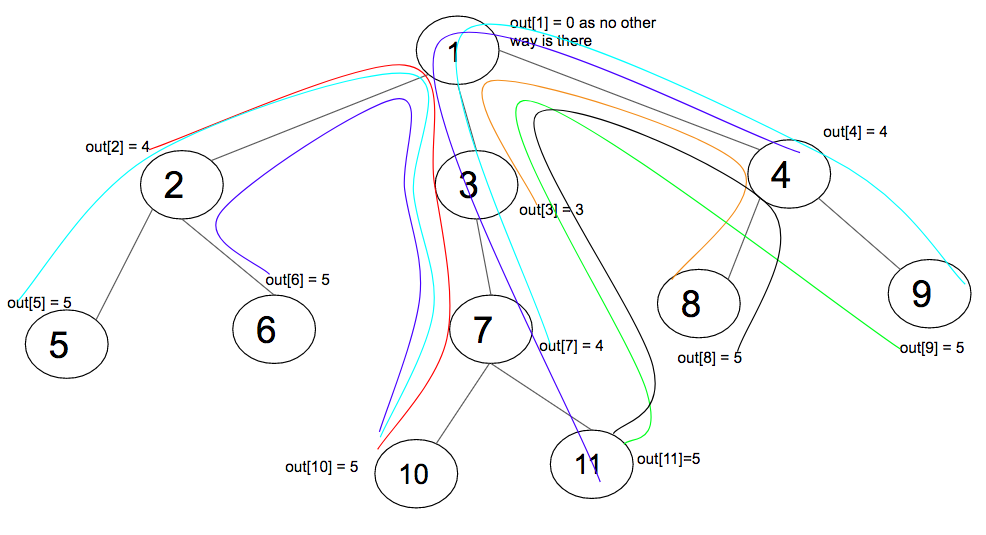 out[1] = 0 as no other
way is there
1
out[4] = 4
out[2] = 4
2
3
4
out[3] = 3
out[6] = 5
8
9
out[5] = 5
5
6
7
out[7] = 4
out[8] = 5
out[9] = 5
out[10] = 5
10
11
out[11]=5